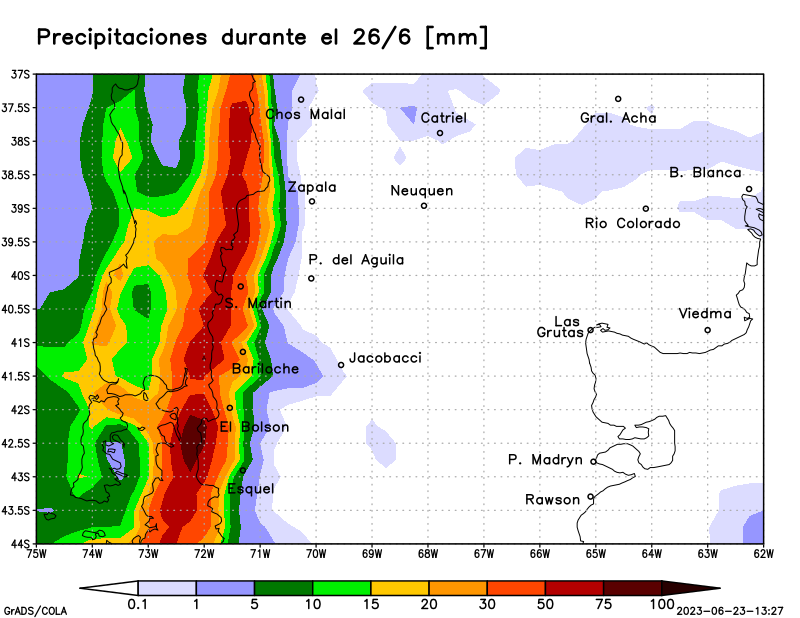 Precipitaciones durante el 26/6 [mm]
37S
37.5S
38S
38.5S
39S
39.5S
40S
40.5S
41S
41.5S
42S
42.5S
43S
43.5S
44S
Chos Malal
Catriel
Gral. Acha
B. Blanca
Zapala
Neuquen
Rio Colorado
P. del Aguila
S. Martin
Las
Grutas
Viedma
Jacobacci
Bariloche
El Bolson
P. Madryn
Esquel
Rawson
75W 74W 73W 72W 71W 70W 69W 68W 67W 66W 65W 64W 63W 62W
0.1 1 5 10 15 20 30 50 75 100
GrADS/COLA
2023-06-23-13:27